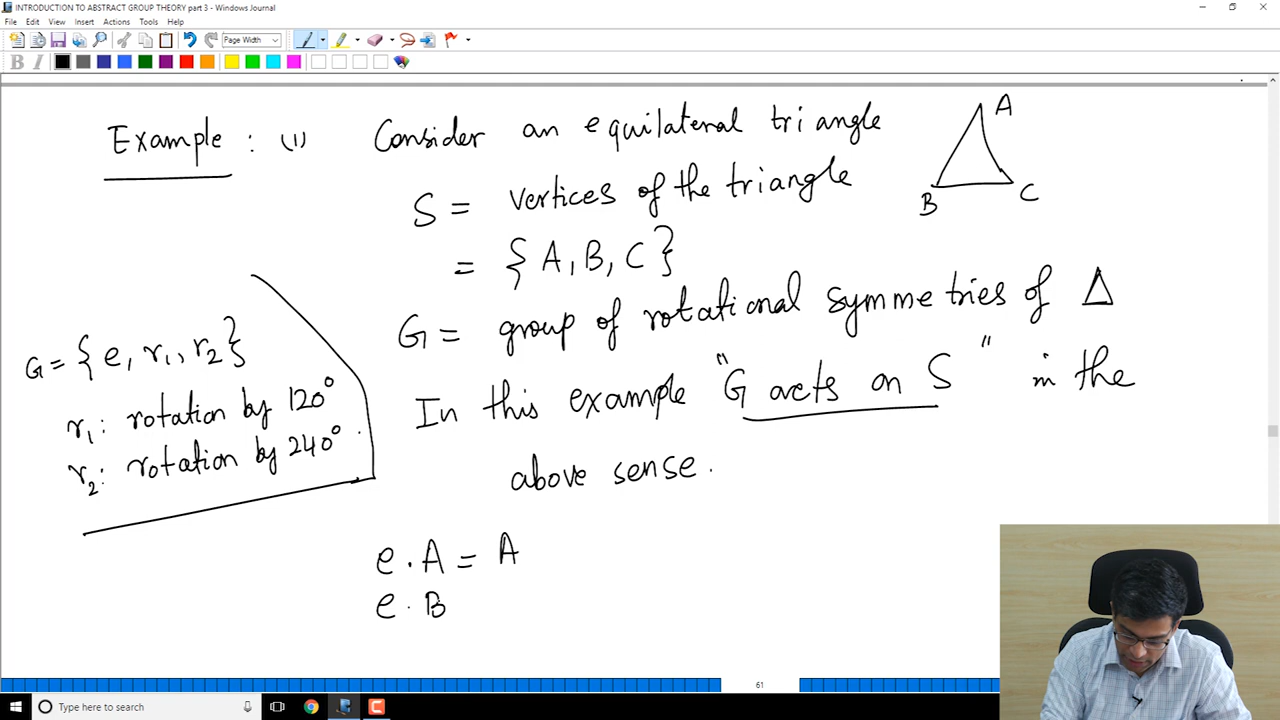 INTRODUCTION TO ABSTRACT GROUP THEORY part 3 - Windows Journal
File Edit View Insert Actions Tools Help
Page Width
B I
Example : (1) Consider an equilateral triangle
S = vertices of the triangle
= {A, B, C}
A
B C
G = group of rotational symmetries of Δ
In this example "G acts on S" in the
above sense.
G = {e, r₁, r₂}
r₁: rotation by 120°
r₂: rotation by 240°.
e · A = A
e · B
61
Type here to search